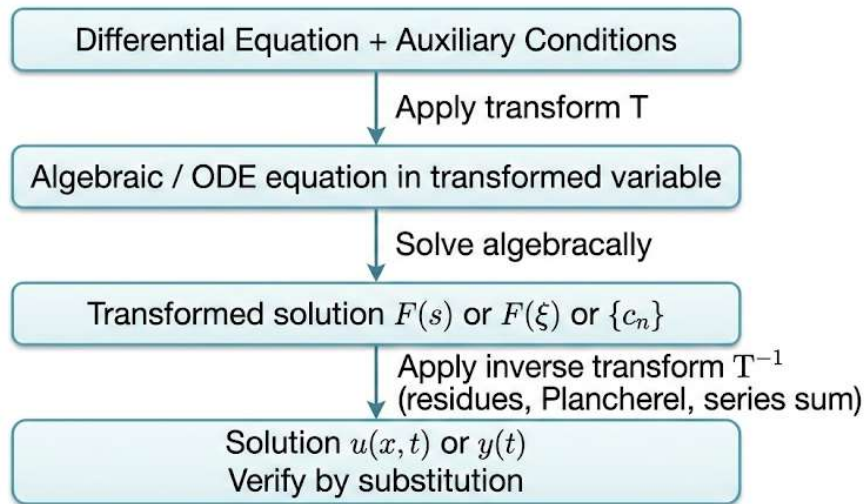 Differential Equation + Auxiliary Conditions
Apply transform T
Algebraic / ODE equation in transformed variable
Solve algebracally
Transformed solution F(s) or F(ξ) or {cₙ}
Apply inverse transform T⁻¹
(residues, Plancherel, series sum)
Solution u(x, t) or y(t)
Verify by substitution